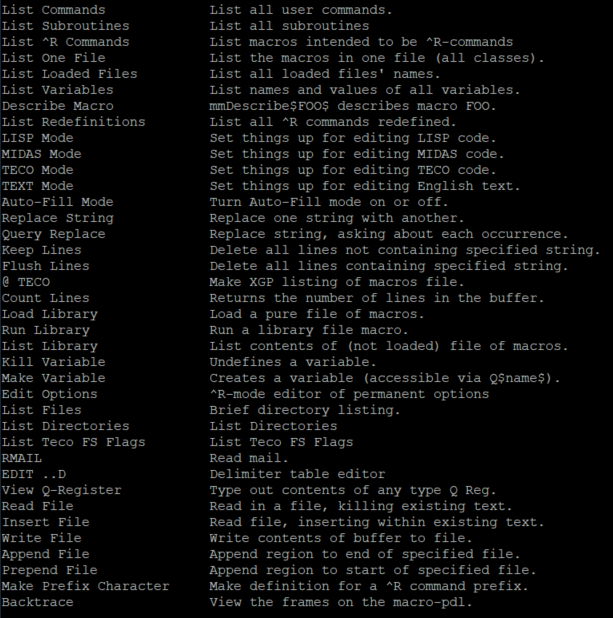 List Commands             List all user commands.
List Subroutines          List all subroutines
List ^R Commands          List macros intended to be ^R-commands
List One File             List the macros in one file (all classes).
List Loaded Files         List all loaded files' names.
List Variables            List names and values of all variables.
Describe Macro            mmDescribe$FOO$ describes macro FOO.
List Redefinitions        List all ^R commands redefined.
LISP Mode                 Set things up for editing LISP code.
MIDAS Mode                Set things up for editing MIDAS code.
TECO Mode                 Set things up for editing TECO code.
TEXT Mode                 Set things up for editing English text.
Auto-Fill Mode            Turn Auto-Fill mode on or off.
Replace String            Replace one string with another.
Query Replace             Replace string, asking about each occurrence.
Keep Lines                Delete all lines not containing specified string.
Flush Lines               Delete all lines containing specified string.
@ TECO                    Make XGP listing of macros file.
Count Lines               Returns the number of lines in the buffer.
Load Library              Load a pure file of macros.
Run Library               Run a library file macro.
List Library              List contents of (not loaded) file of macros.
Kill Variable             Undefines a variable.
Make Variable             Creates a variable (accessible via Q$name$).
Edit Options              ^R-mode editor of permanent options
List Files                Brief directory listing.
List Directories          List Directories
List Teco FS Flags        List Teco FS Flags
RMAIL                     Read mail.
EDIT ..D                  Delimiter table editor
View Q-Register           Type out contents of any type Q Reg.
Read File                 Read in a file, killing existing text.
Insert File               Read file, inserting within existing text.
Write File                Write contents of buffer to file.
Append File               Append region to end of specified file.
Prepend File              Append region to start of specified file.
Make Prefix Character     Make definition for a ^R command prefix.
Backtrace                 View the frames on the macro-pdl.